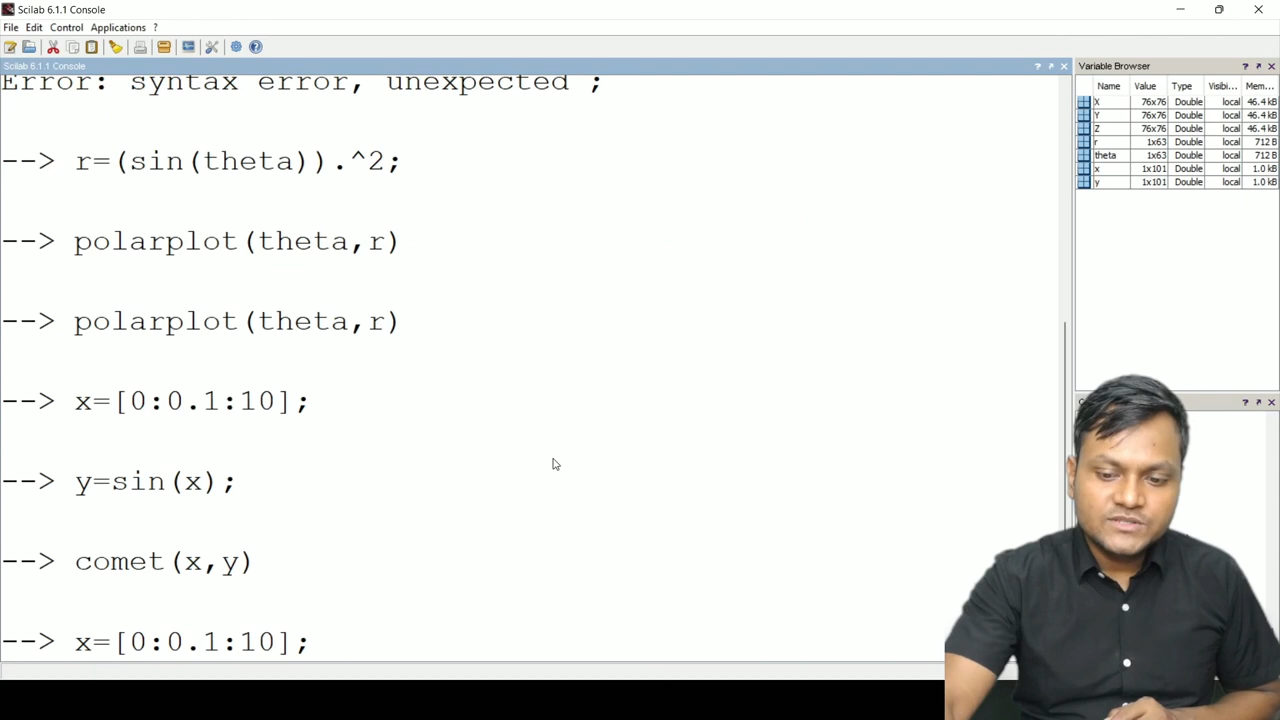 Scilab 6.1.1 Console
File Edit Control Applications ?
Scilab 6.1.1 Console
Error: syntax error, unexpected ;
--> r=(sin(theta)).^2;
--> polarplot(theta,r)
--> polarplot(theta,r)
--> x=[0:0.1:10];
--> y=sin(x);
--> comet(x,y)
--> x=[0:0.1:10];
Variable Browser
Name Value Type Visibi... Mem...
X 76x76 Double local 46.4 kB
Y 76x76 Double local 46.4 kB
Z 76x76 Double local 46.4 kB
r 1x63 Double local 712 B
theta 1x63 Double local 712 B
x 1x101 Double local 1.0 kB
y 1x101 Double local 1.0 kB